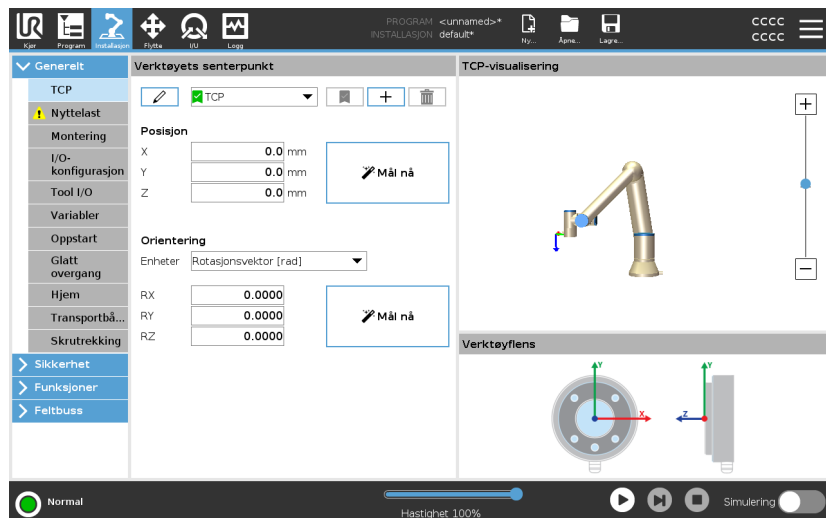 UR
PROGRAM <unnamed>*
INSTALLASJON default*
CCCC
CCCC
Kjør
Program
Installasjon
Flytte
I/U
Logg
Ny...
Åpne...
Lagre...
Generelt
TCP
Nyttelast
Montering
I/O-
konfigurasjon
Tool I/O
Variabler
Oppstart
Glatt
overgang
Hjem
Transportbå...
Skrutrekking
Sikkerhet
Funksjoner
Feltbuss
Verktøyets senterpunkt
TCP
Posisjon
X 0.0 mm
Y 0.0 mm
Z 0.0 mm
Mål nå
Orientering
Enheter Rotasjonsvektor [rad]
RX 0.0000
RY 0.0000
RZ 0.0000
Mål nå
TCP-visualisering
Verktøyflens
Y
X
Y
Z
Normal
Hastighet 100%
Simulering